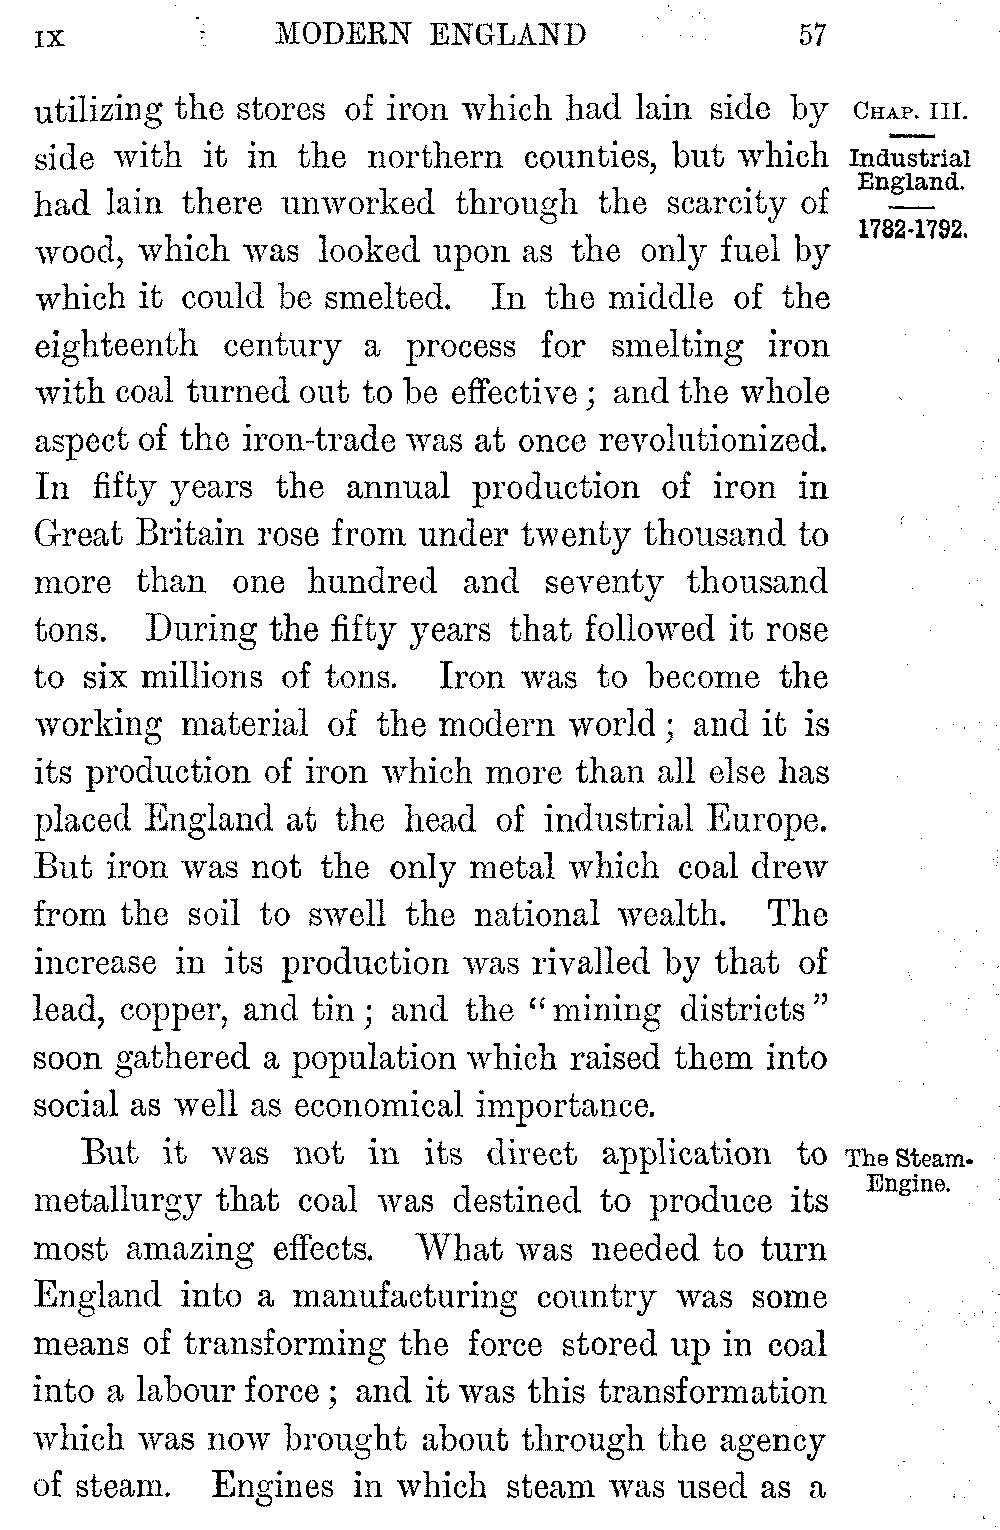 IX MODERN ENGLAND 57
utilizing the stores of iron which had lain side by
side with it in the northern counties, but which
had lain there unworked through the scarcity of
wood, which was looked upon as the only fuel by
which it could be smelted. In the middle of the
eighteenth century a process for smelting iron
with coal turned out to be effective; and the whole
aspect of the iron-trade was at once revolutionized.
In fifty years the annual production of iron in
Great Britain rose from under twenty thousand to
more than one hundred and seventy thousand
tons. During the fifty years that followed it rose
to six millions of tons. Iron was to become the
working material of the modern world; and it is
its production of iron which more than all else has
placed England at the head of industrial Europe.
But iron was not the only metal which coal drew
from the soil to swell the national wealth. The
increase in its production was rivalled by that of
lead, copper, and tin; and the "mining districts"
soon gathered a population which raised them into
social as well as economical importance.
But it was not in its direct application to
metallurgy that coal was destined to produce its
most amazing effects. What was needed to turn
England into a manufacturing country was some
means of transforming the force stored up in coal
into a labour force; and it was this transformation
which was now brought about through the agency
of steam. Engines in which steam was used as a
CHAP. III.
Industrial
England.
1782-1792.
The Steam-
Engine.